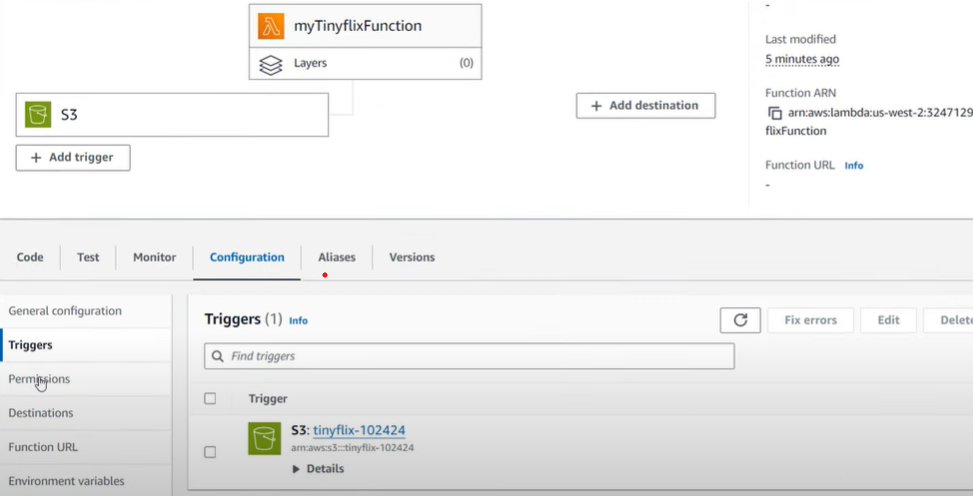 myTinyflixFunction
Layers (0)
S3
+ Add trigger
+ Add destination
-
Last modified
5 minutes ago
Function ARN
arn:aws:lambda:us-west-2:3247129
flixFunction
Function URL Info
-
Code Test Monitor Configuration Aliases Versions
General configuration
Triggers
Permissions
Destinations
Function URL
Environment variables
Triggers (1) Info
Fix errors Edit Delete
Find triggers
Trigger
S3: tinyflix-102424
arn:aws:s3:::tinyflix-102424
Details